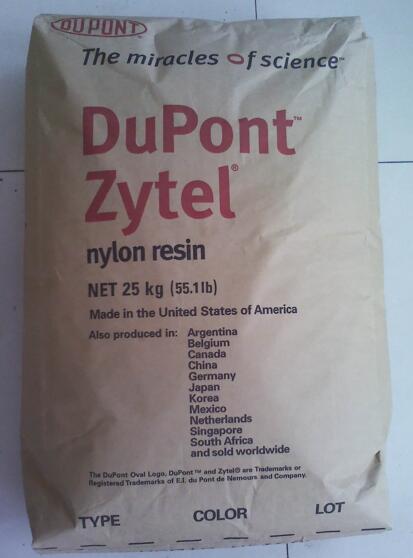 DUPONT
The miracles of science™
DuPont™
Zytel®
nylon resin
NET 25 kg (55.1 lb)
Made in the United States of America
Also produced in: Argentina
Belgium
Canada
China
Germany
Japan
Korea
Mexico
Netherlands
Singapore
South Africa
and sold worldwide
The DuPont Oval Logo, DuPont™ and Zytel® are Trademarks or
Registered Trademarks of E.I. du Pont de Nemours and Company.
TYPE COLOR LOT